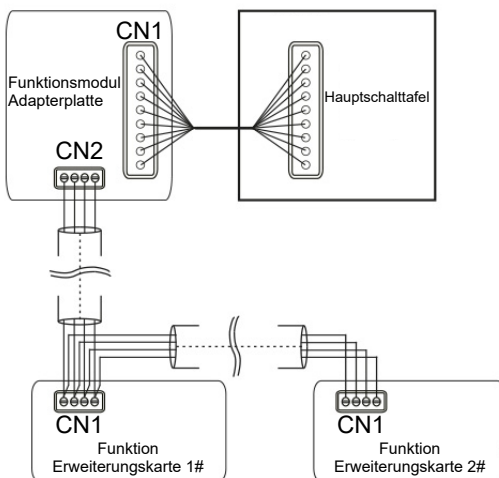 CN1
Funktionsmodul
Adapterplatte
Hauptschalttafel
CN2
CN1
Funktion
Erweiterungskarte 1#
CN1
Funktion
Erweiterungskarte 2#